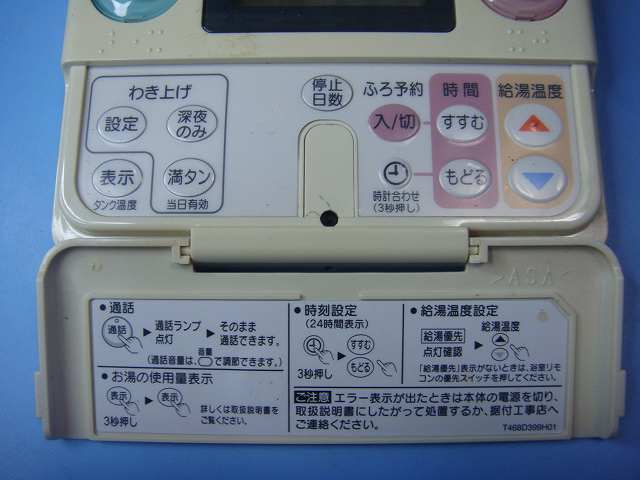 わき上げ
設定
深夜
のみ
表示
タンク温度
満タン
当日有効
停止
日数
ふろ予約
入/切
時計合わせ
(3秒押し)
時間
すすむ
もどる
給湯温度
>ASA<
●通話
通話
▶通話ランプ
点灯
▶そのまま
通話できます。
(通話音量は、音量で調節できます。)
●お湯の使用量表示
表示
3秒押し
▶表示
詳しくは取扱説明書を
ご覧ください。
●時刻設定
(24時間表示)
3秒押し
▶すすむ
もどる
●給湯温度設定
給湯優先
点灯確認
▶給湯温度
「給湯優先」表示がないときは、浴室リモ
コンの優先スイッチを押してください。
ご注意 エラー表示が出たときは本体の電源を切り、
取扱説明書にしたがって処置するか、据付工事店へ
ご連絡ください。
T468D399H01